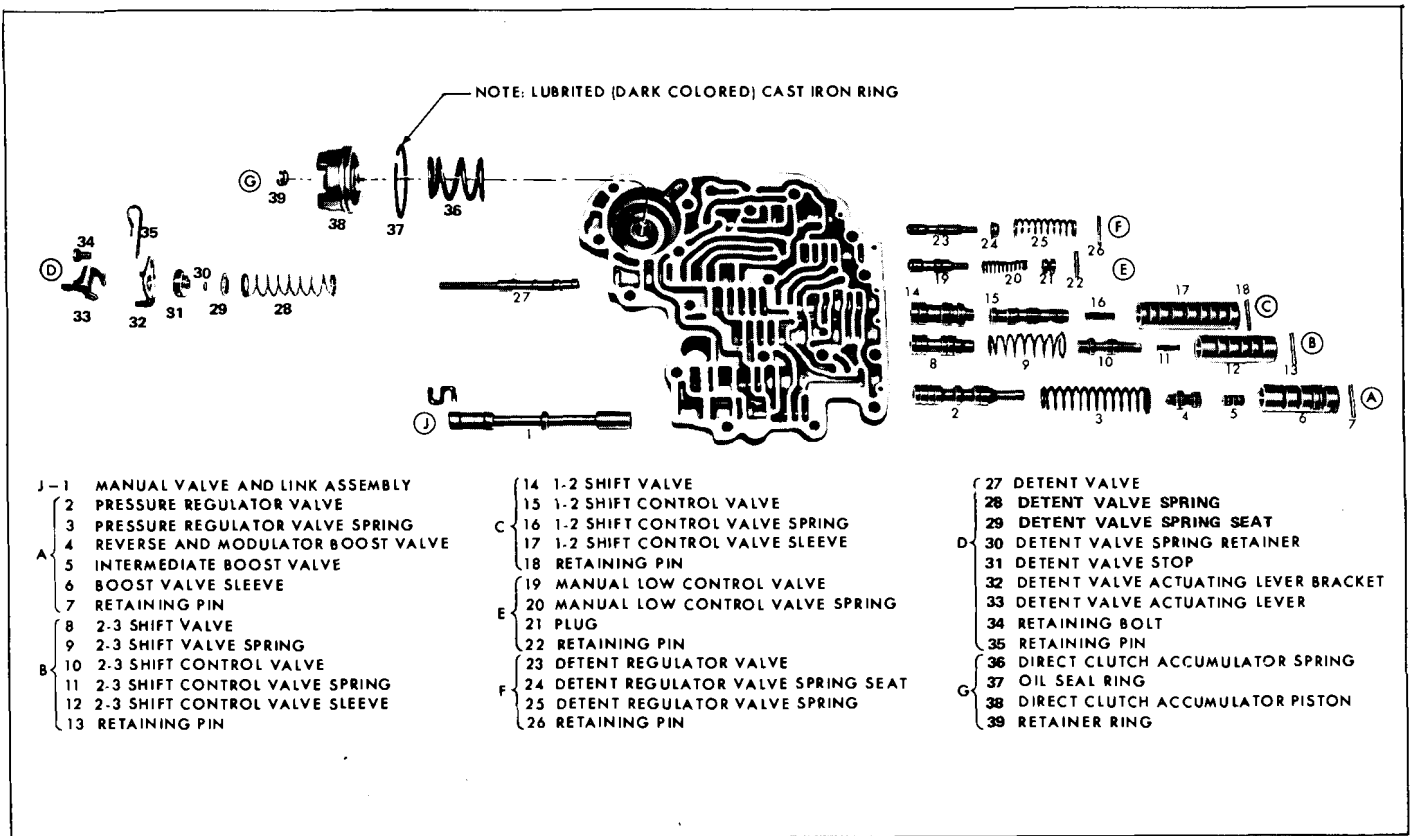 NOTE: LUBRITED (DARK COLORED) CAST IRON RING
G
39
38
37
36
34
35
D
30
33
32
31
29
28
27
J
1
23
24
25
26
F
19
20
21
22
E
14
15
16
17
18
C
8
9
10
11
12
13
B
2
3
4
5
6
7
A
J-1 MANUAL VALVE AND LINK ASSEMBLY
A
2 PRESSURE REGULATOR VALVE
3 PRESSURE REGULATOR VALVE SPRING
4 REVERSE AND MODULATOR BOOST VALVE
5 INTERMEDIATE BOOST VALVE
6 BOOST VALVE SLEEVE
7 RETAINING PIN
B
8 2-3 SHIFT VALVE
9 2-3 SHIFT VALVE SPRING
10 2-3 SHIFT CONTROL VALVE
11 2-3 SHIFT CONTROL VALVE SPRING
12 2-3 SHIFT CONTROL VALVE SLEEVE
13 RETAINING PIN
C
14 1-2 SHIFT VALVE
15 1-2 SHIFT CONTROL VALVE
16 1-2 SHIFT CONTROL VALVE SPRING
17 1-2 SHIFT CONTROL VALVE SLEEVE
18 RETAINING PIN
E
19 MANUAL LOW CONTROL VALVE
20 MANUAL LOW CONTROL VALVE SPRING
21 PLUG
22 RETAINING PIN
F
23 DETENT REGULATOR VALVE
24 DETENT REGULATOR VALVE SPRING SEAT
25 DETENT REGULATOR VALVE SPRING
26 RETAINING PIN
D
27 DETENT VALVE
28 DETENT VALVE SPRING
29 DETENT VALVE SPRING SEAT
30 DETENT VALVE SPRING RETAINER
31 DETENT VALVE STOP
32 DETENT VALVE ACTUATING LEVER BRACKET
33 DETENT VALVE ACTUATING LEVER
34 RETAINING BOLT
35 RETAINING PIN
G
36 DIRECT CLUTCH ACCUMULATOR SPRING
37 OIL SEAL RING
38 DIRECT CLUTCH ACCUMULATOR PISTON
39 RETAINER RING